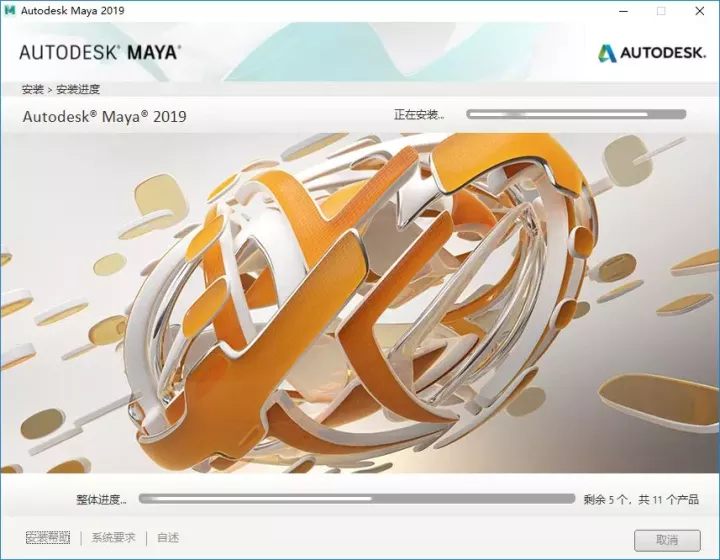 Autodesk Maya 2019
AUTODESK® MAYA®
AUTODESK.
安装 > 安装进度
Autodesk® Maya® 2019
正在安装...
整体进度...
剩余 5 个，共 11 个产品
安装帮助 | 系统要求 | 自述
取消